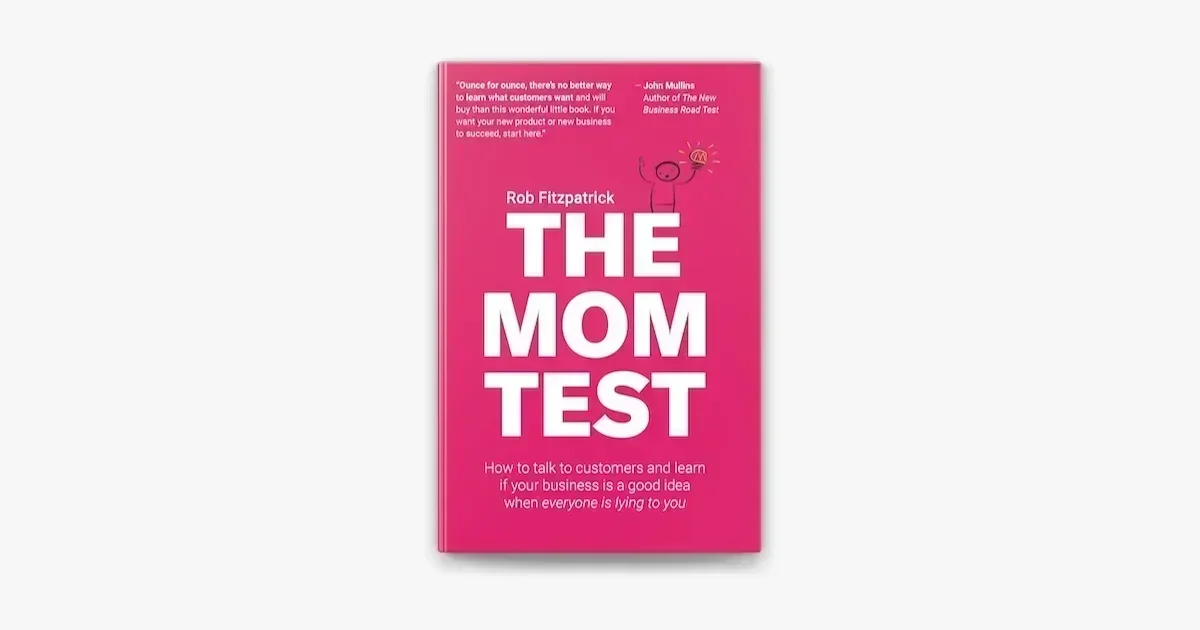 "Ounce for ounce, there's no better way
to learn what customers want and will
buy than this wonderful little book. If you
want your new product or new business
to succeed, start here."
— John Mullins
Author of The New
Business Road Test
Rob Fitzpatrick
THE
MOM
TEST
How to talk to customers and learn
if your business is a good idea
when everyone is lying to you